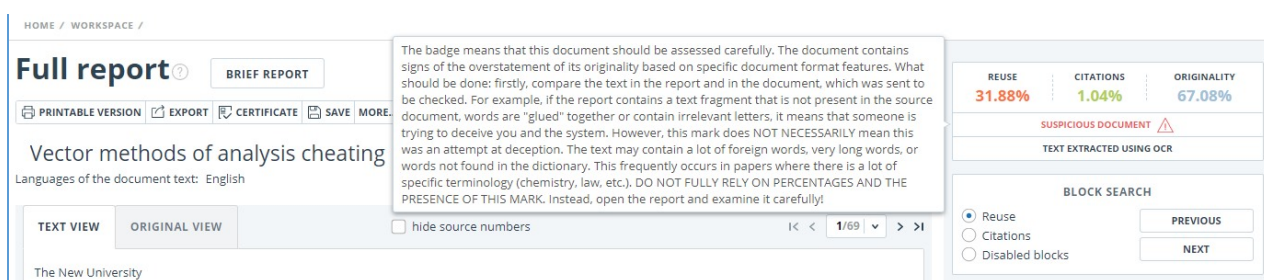 HOME / WORKSPACE /
Full report
BRIEF REPORT
PRINTABLE VERSION EXPORT CERTIFICATE SAVE MORE..
Vector methods of analysis cheating
Languages of the document text: English
The badge means that this document should be assessed carefully. The document contains
signs of the overstatement of its originality based on specific document format features. What
should be done: firstly, compare the text in the report and in the document, which was sent to
be checked. For example, if the report contains a text fragment that is not present in the source
document, words are "glued" together or contain irrelevant letters, it means that someone is
trying to deceive you and the system. However, this mark does NOT NECESSARILY mean this
was an attempt at deception. The text may contain a lot of foreign words, very long words, or
words not found in the dictionary. This frequently occurs in papers where there is a lot of
specific terminology (chemistry, law, etc.). DO NOT FULLY RELY ON PERCENTAGES AND THE
PRESENCE OF THIS MARK. Instead, open the report and examine it carefully!
REUSE CITATIONS ORIGINALITY
31.88% 1.04% 67.08%
SUSPICIOUS DOCUMENT
TEXT EXTRACTED USING OCR
BLOCK SEARCH
Reuse
Citations
Disabled blocks
PREVIOUS
NEXT
TEXT VIEW ORIGINAL VIEW
hide source numbers
1/69
The New University